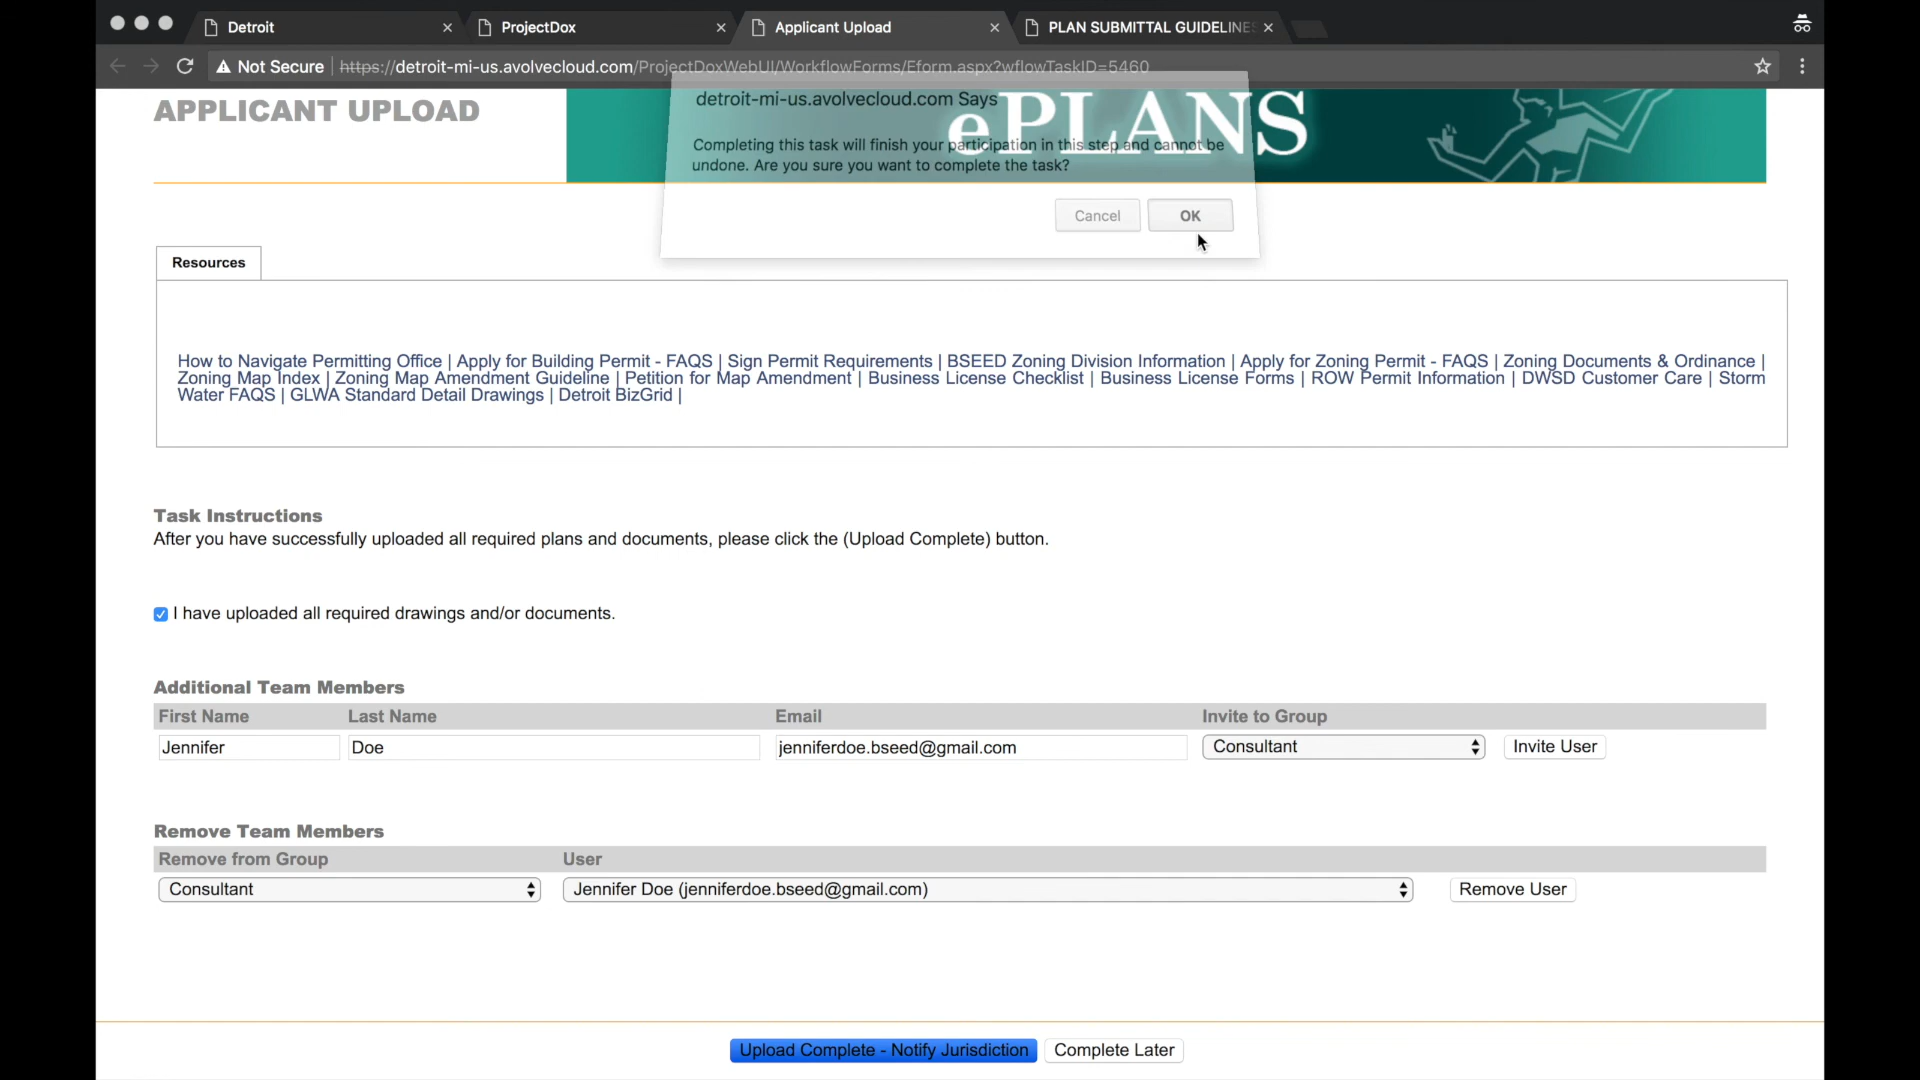 Detroit
ProjectDox
Applicant Upload
PLAN SUBMITTAL GUIDELINES
Not Secure
https://detroit-mi-us.avolvecloud.com/ProjectDoxWebUI/WorkflowForms/Eform.aspx?wflowTaskID=5460
APPLICANT UPLOAD
ePLANS
detroit-mi-us.avolvecloud.com Says
Completing this task will finish your participation in this step and cannot be
undone. Are you sure you want to complete the task?
Cancel
OK
Resources
How to Navigate Permitting Office | Apply for Building Permit - FAQS | Sign Permit Requirements | BSEED Zoning Division Information | Apply for Zoning Permit - FAQS | Zoning Documents & Ordinance |
Zoning Map Index | Zoning Map Amendment Guideline | Petition for Map Amendment | Business License Checklist | Business License Forms | ROW Permit Information | DWSD Customer Care | Storm
Water FAQS | GLWA Standard Detail Drawings | Detroit BizGrid |
Task Instructions
After you have successfully uploaded all required plans and documents, please click the (Upload Complete) button.
I have uploaded all required drawings and/or documents.
Additional Team Members
First Name Last Name Email Invite to Group
Jennifer Doe jenniferdoe.bseed@gmail.com Consultant Invite User
Remove Team Members
Remove from Group User
Consultant Jennifer Doe (jenniferdoe.bseed@gmail.com) Remove User
Upload Complete - Notify Jurisdiction Complete Later